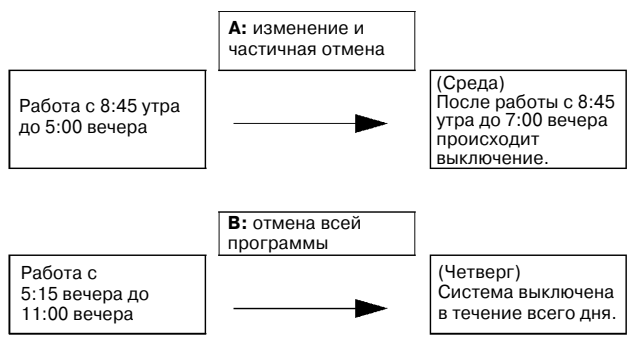 А: изменение и
частичная отмена
Работа с 8:45 утра
до 5:00 вечера
(Среда)
После работы с 8:45
утра до 7:00 вечера
происходит
выключение.
В: отмена всей
программы
Работа с
5:15 вечера до
11:00 вечера
(Четверг)
Система выключена
в течение всего дня.